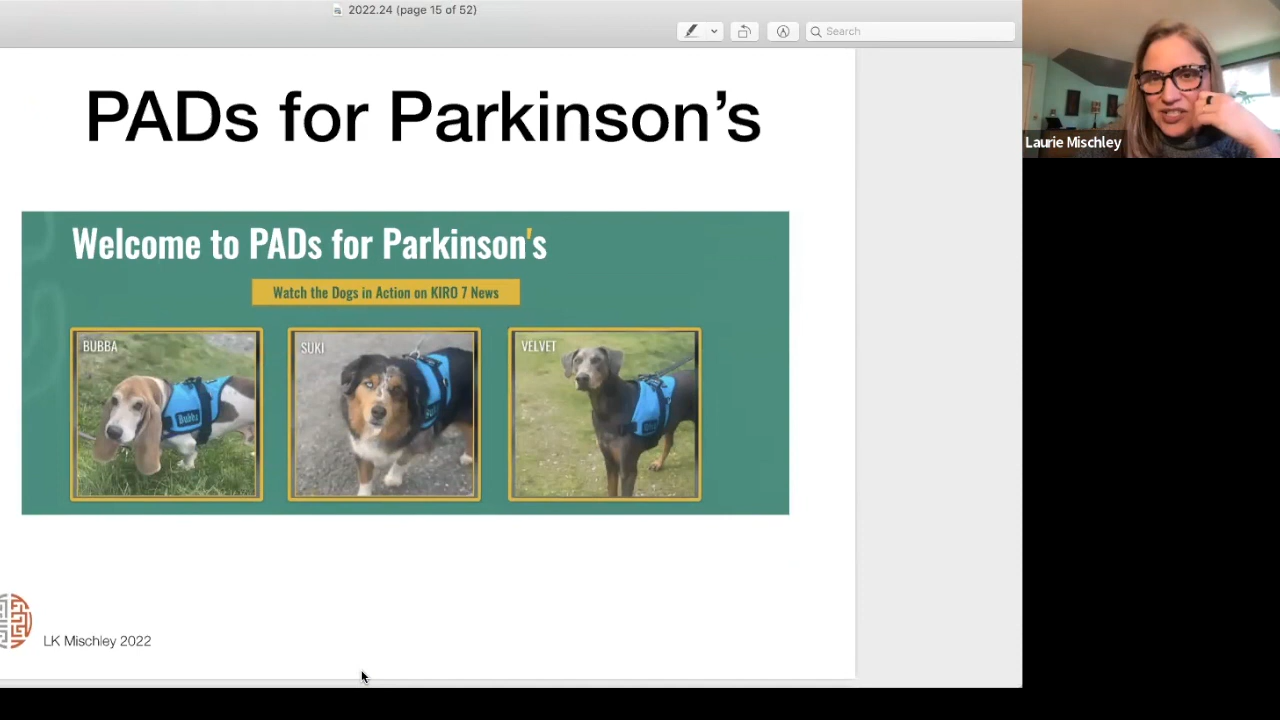 2022.24 (page 15 of 52)
Search
PADs for Parkinson’s
Laurie Mischley
Welcome to PADs for Parkinson's
Watch the Dogs in Action on KIRO 7 News
BUBBA
SUKI
VELVET
Bubba
LK Mischley 2022